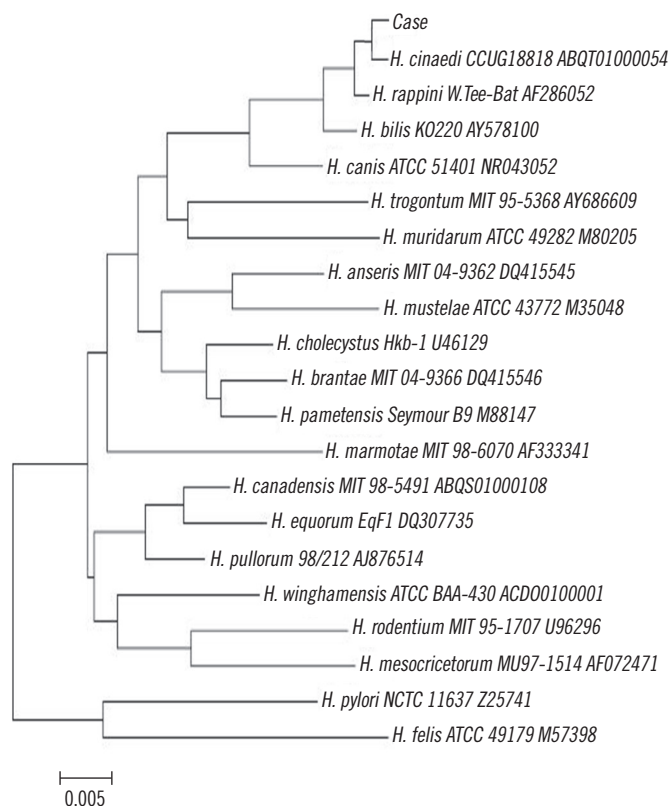 Case
H. cinaedi CCUG18818 ABQT01000054
H. rappini W.Tee-Bat AF286052
H. bilis KO220 AY578100
H. canis ATCC 51401 NR043052
H. trogontum MIT 95-5368 AY686609
H. muridarum ATCC 49282 M80205
H. anseris MIT 04-9362 DQ415545
H. mustelae ATCC 43772 M35048
H. cholecystus Hkb-1 U46129
H. brantae MIT 04-9366 DQ415546
H. pametensis Seymour B9 M88147
H. marmotae MIT 98-6070 AF333341
H. canadensis MIT 98-5491 ABQS01000108
H. equorum EqF1 DQ307735
H. pullorum 98/212 AJ876514
H. winghamensis ATCC BAA-430 ACDO0100001
H. rodentium MIT 95-1707 U96296
H. mesocricetorum MU97-1514 AF072471
H. pylori NCTC 11637 Z25741
H. felis ATCC 49179 M57398
0.005